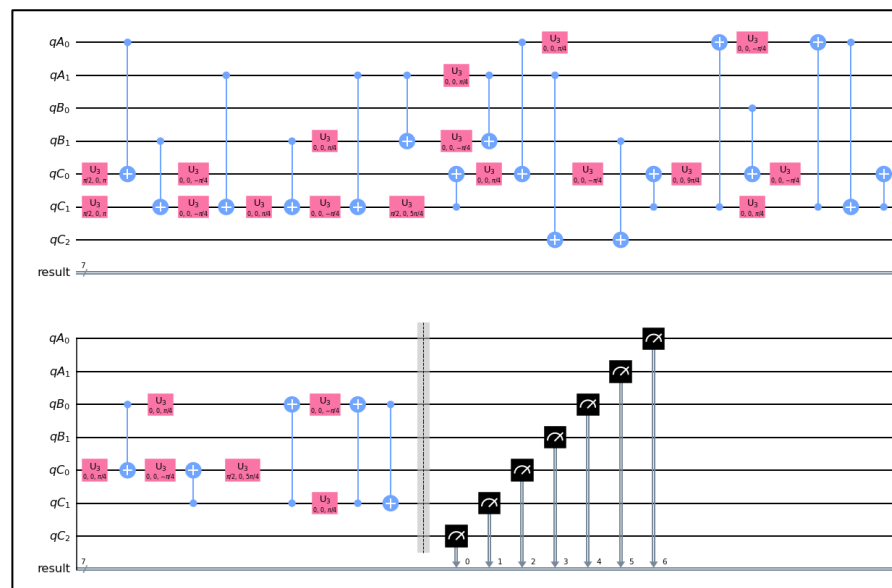 qA0 U3 0, 0, π/4 U3 0, 0, -π/4
qA1 U3 0, 0, π/4
qB0
qB1 U3 0, 0, π/4 U3 0, 0, -π/4
qC0 U3 π/2, 0, π U3 0, 0, -π/4 U3 0, 0, π/4 U3 0, 0, -π/4 U3 0, 0, 9π/4 U3 0, 0, -π/4
qC1 U3 π/2, 0, π U3 0, 0, -π/4 U3 0, 0, π/4 U3 0, 0, -π/4 U3 π/2, 0, 5π/4 U3 0, 0, π/4
qC2
result 7
qA0
qA1
qB0 U3 0, 0, π/4 U3 0, 0, -π/4
qB1
qC0 U3 0, 0, π/4 U3 0, 0, -π/4 U3 π/2, 0, 5π/4
qC1 U3 0, 0, π/4
qC2
result 7 0 1 2 3 4 5 6